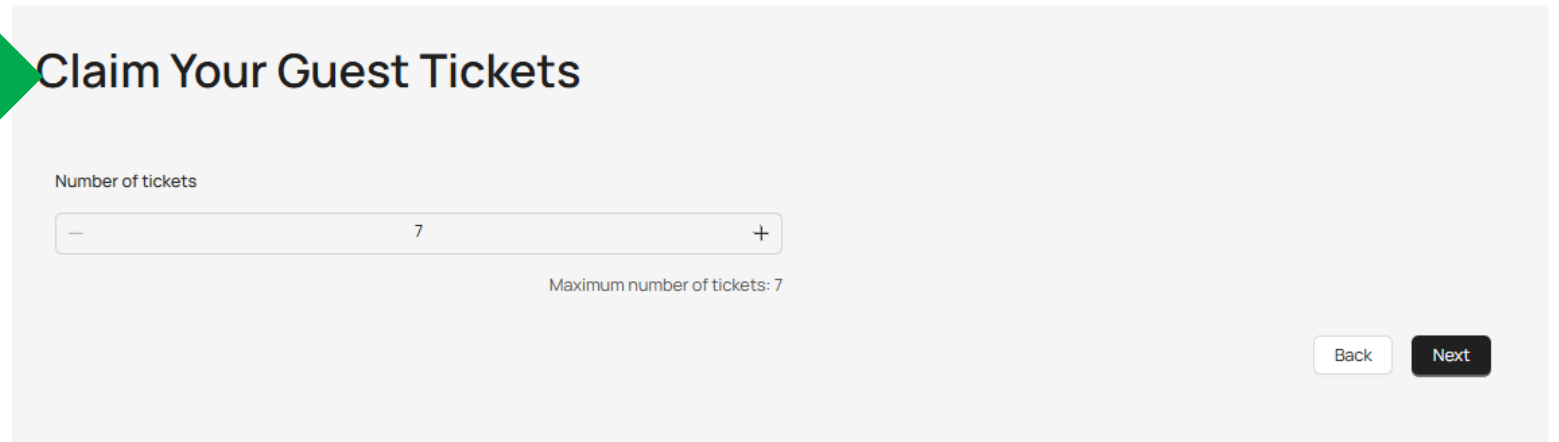 Claim Your Guest Tickets
Number of tickets
— 7 +
Maximum number of tickets: 7
Back Next